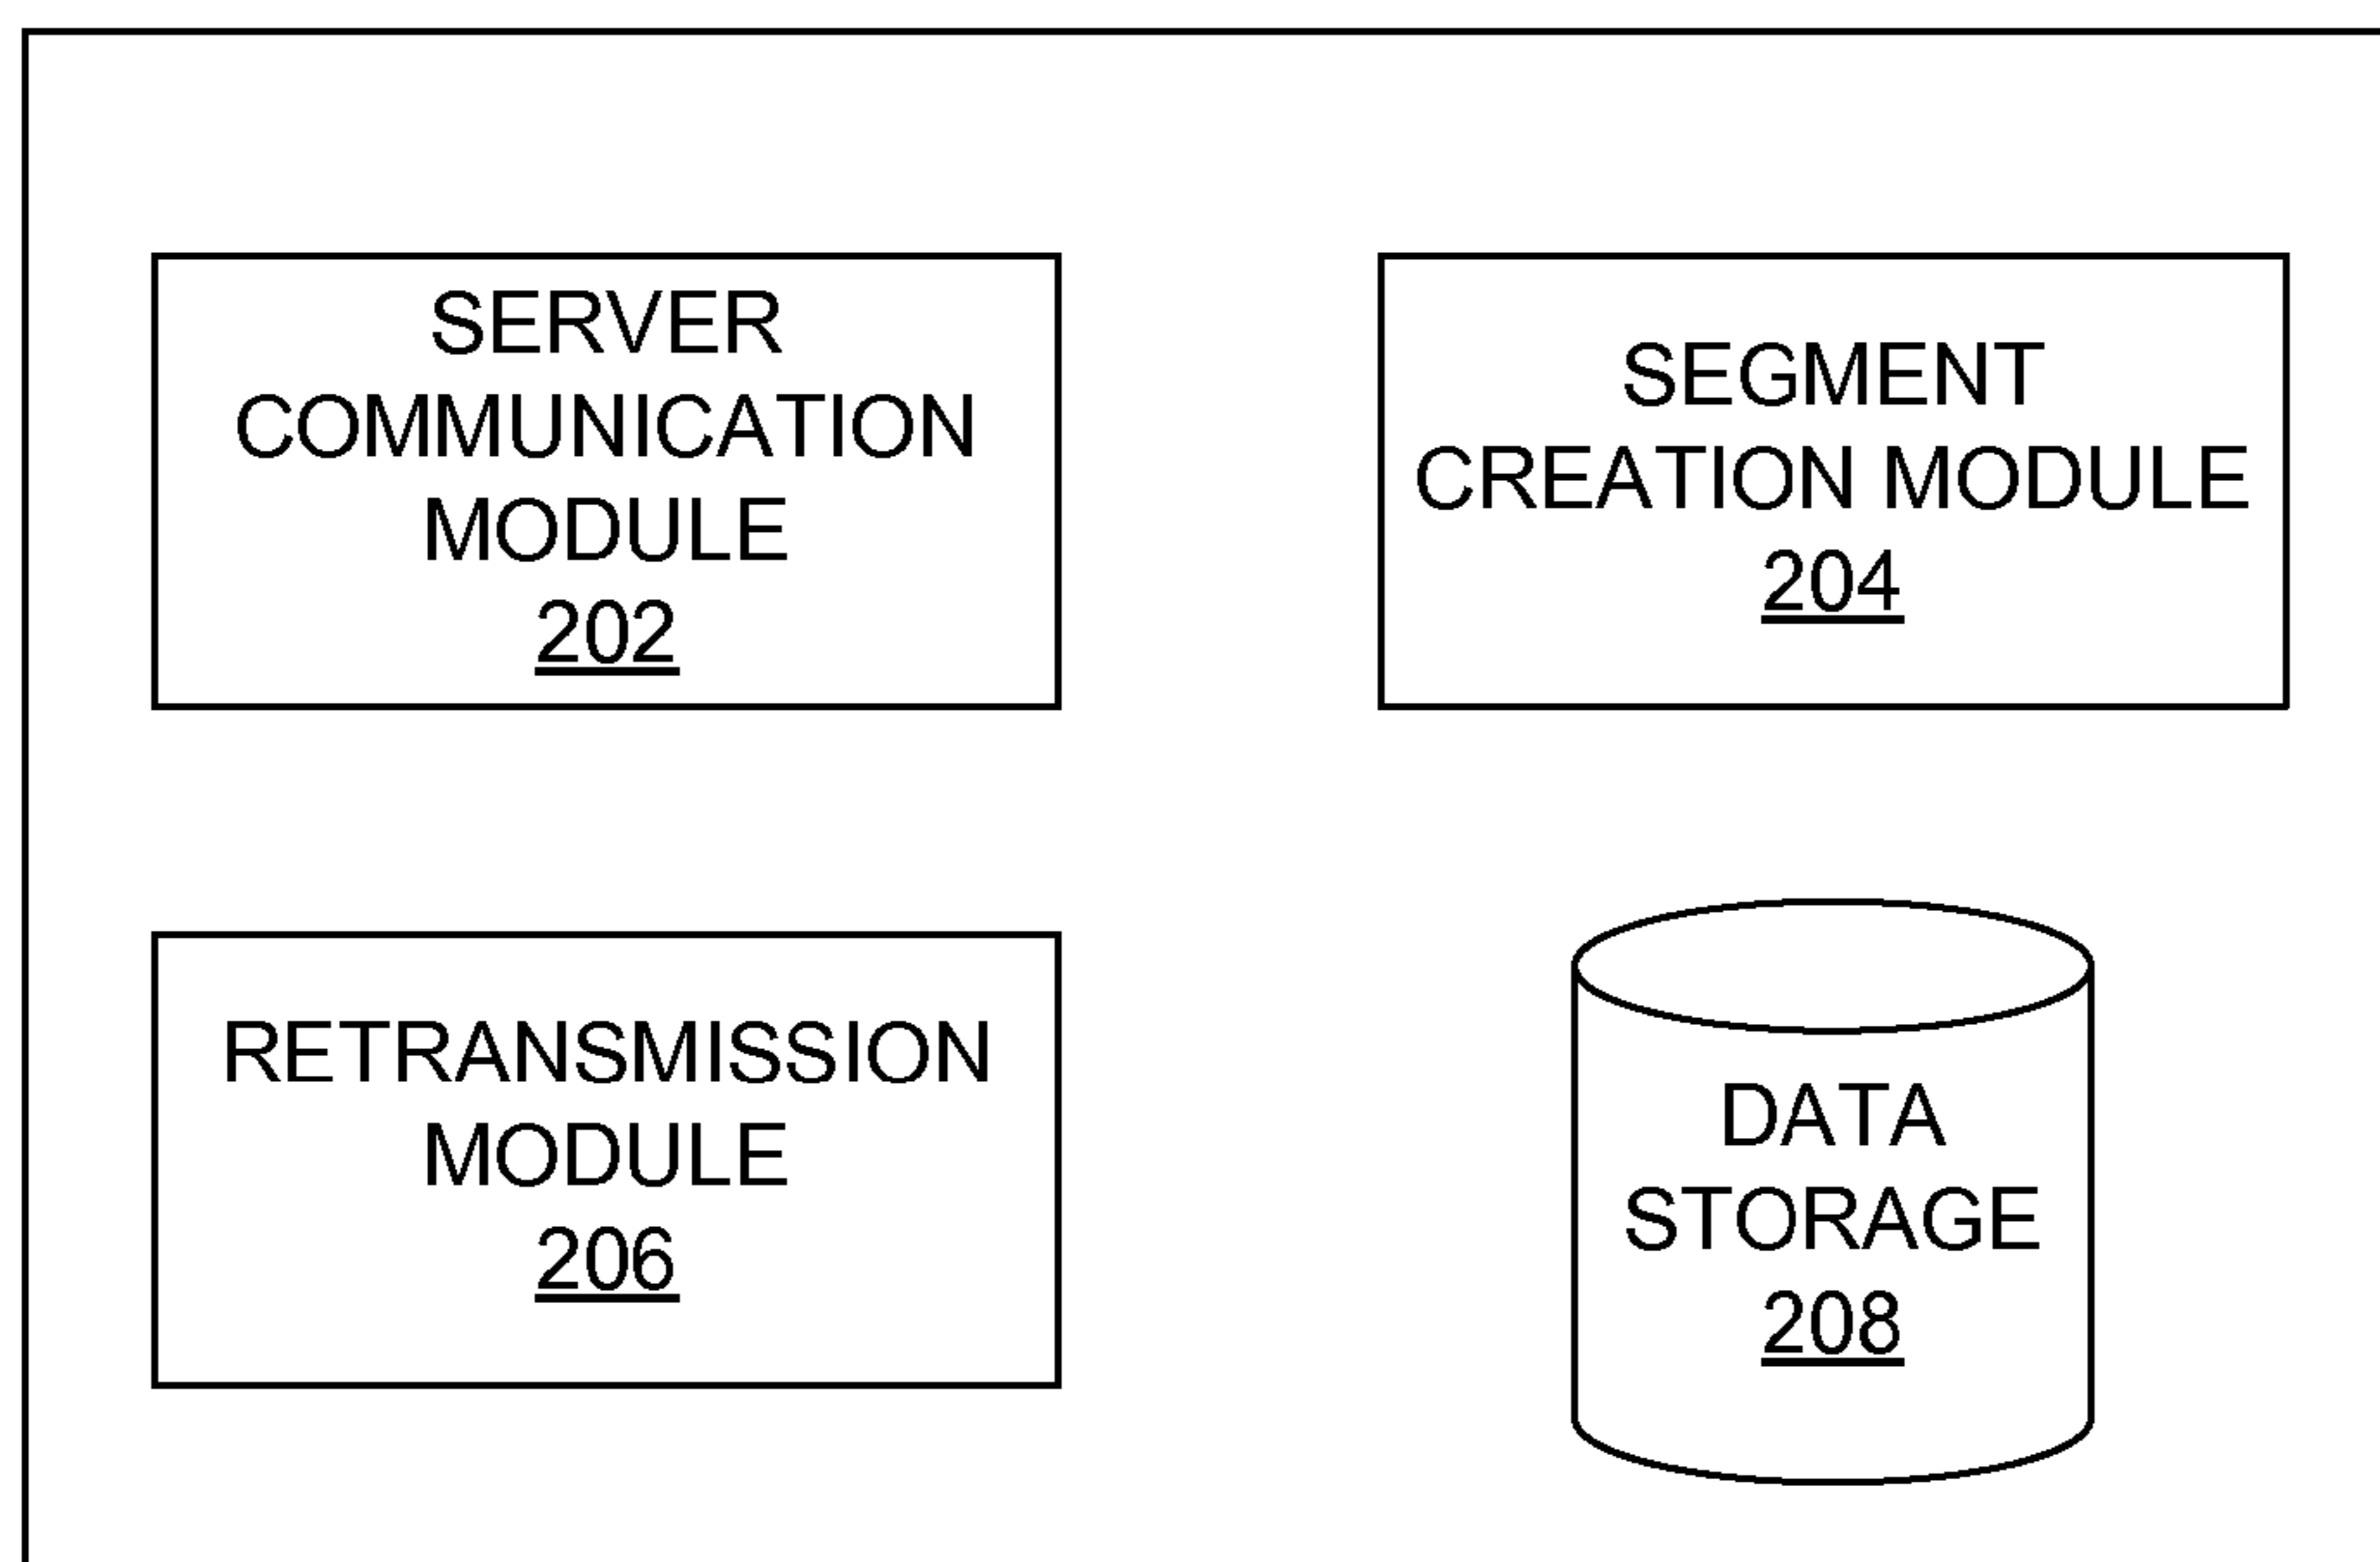 SERVER
COMMUNICATION
MODULE
202
SEGMENT
CREATION MODULE
204
RETRANSMISSION
MODULE
206
DATA
STORAGE
208